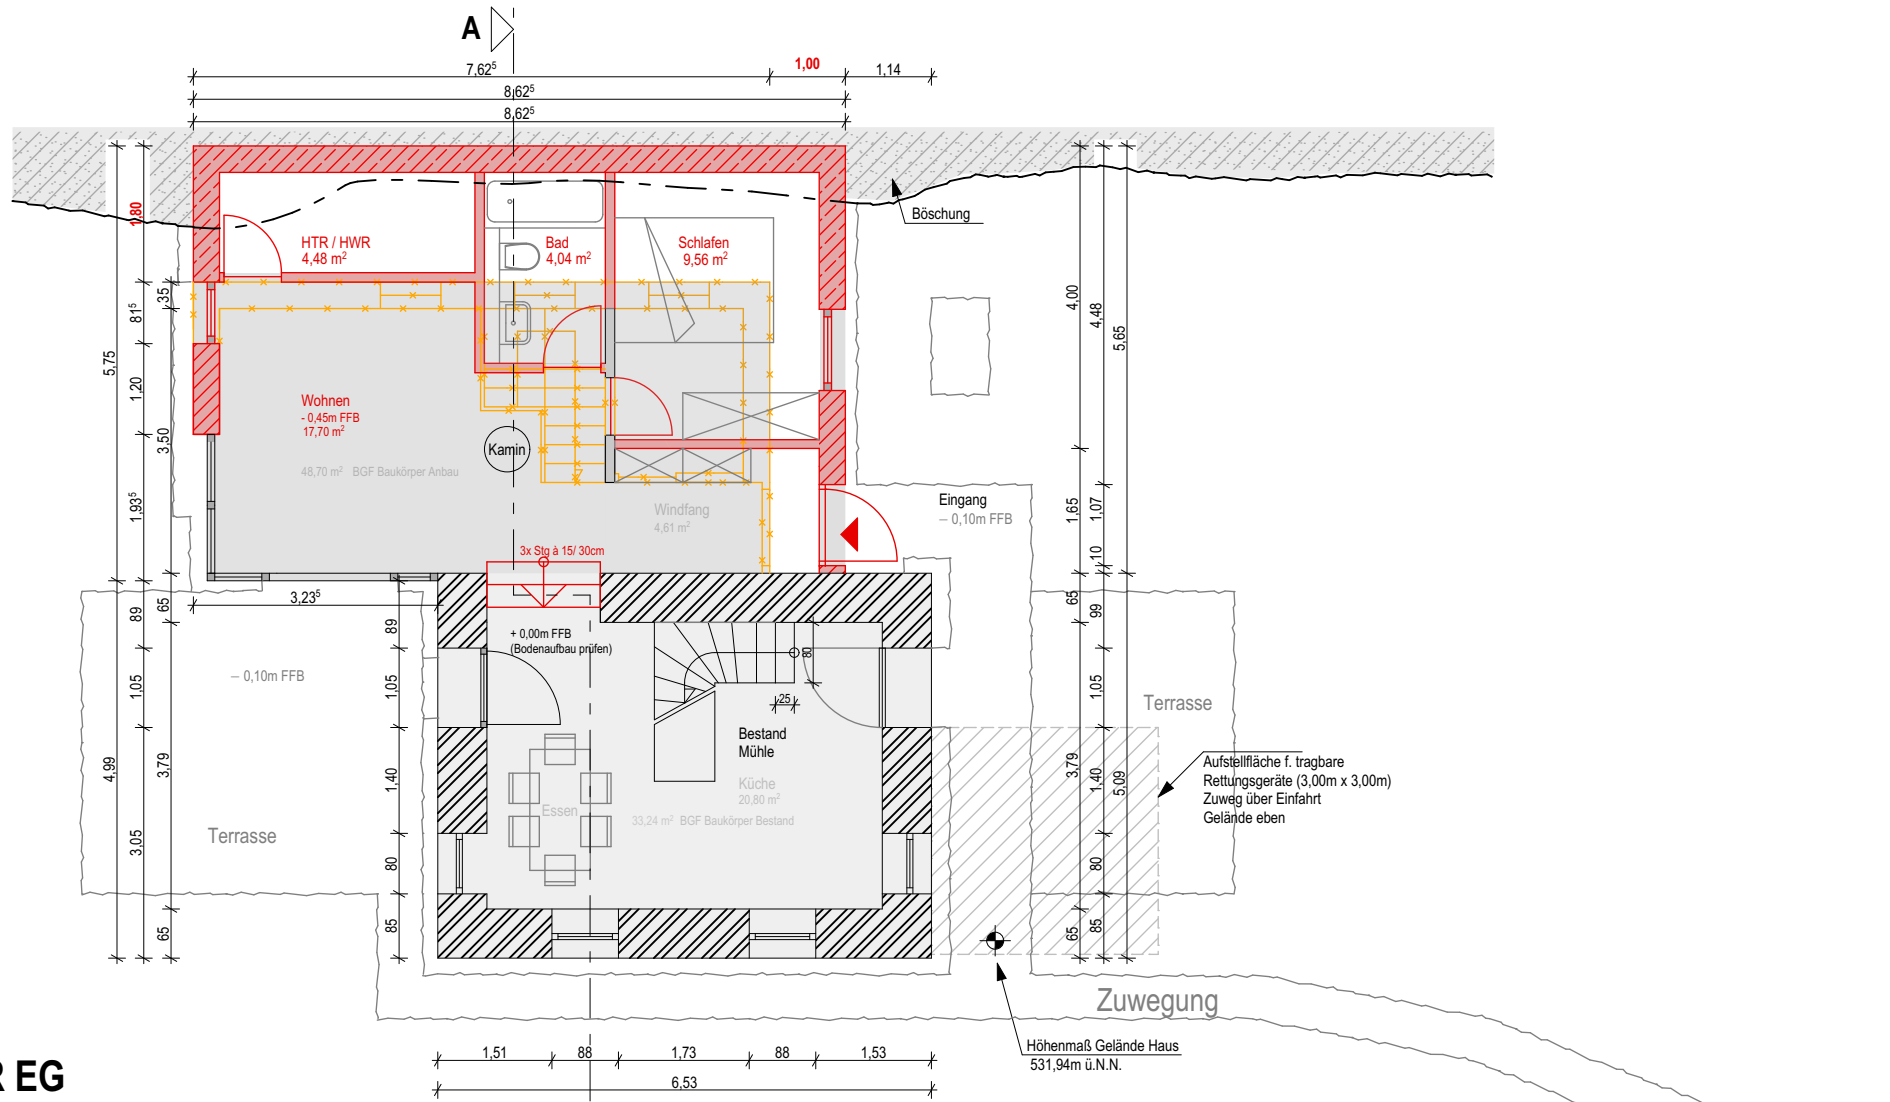 A
7,62⁵
1,00
1,14
8,62⁵
8,62⁵
Böschung
1,80
HTR / HWR
4,48 m²
Bad
4,04 m²
Schlafen
9,56 m²
35
81⁵
5,75
1,20
3,50
1,93⁵
4,00
4,48
5,65
Wohnen
- 0,45m FFB
17,70 m²
Kamin
48,70 m² BGF Baukörper Anbau
Windfang
4,61 m²
Eingang
– 0,10m FFB
1,65
1,07
10
3x Stg à 15/ 30cm
3,23⁵
89
65
89
65
99
+ 0,00m FFB
(Bodenaufbau prüfen)
80
– 0,10m FFB
1,05
1,05
25
1,05
Terrasse
Bestand
Mühle
4,99
3,79
1,40
3,79
1,40
5,09
Aufstellfläche f. tragbare
Rettungsgeräte (3,00m x 3,00m)
Zuweg über Einfahrt
Gelände eben
Küche
20,80 m²
Essen
33,24 m² BGF Baukörper Bestand
Terrasse
3,05
80
80
65
85
65
85
Zuwegung
Höhenmaß Gelände Haus
531,94m ü.N.N.
1,51
88
1,73
88
1,53
6,53
R EG